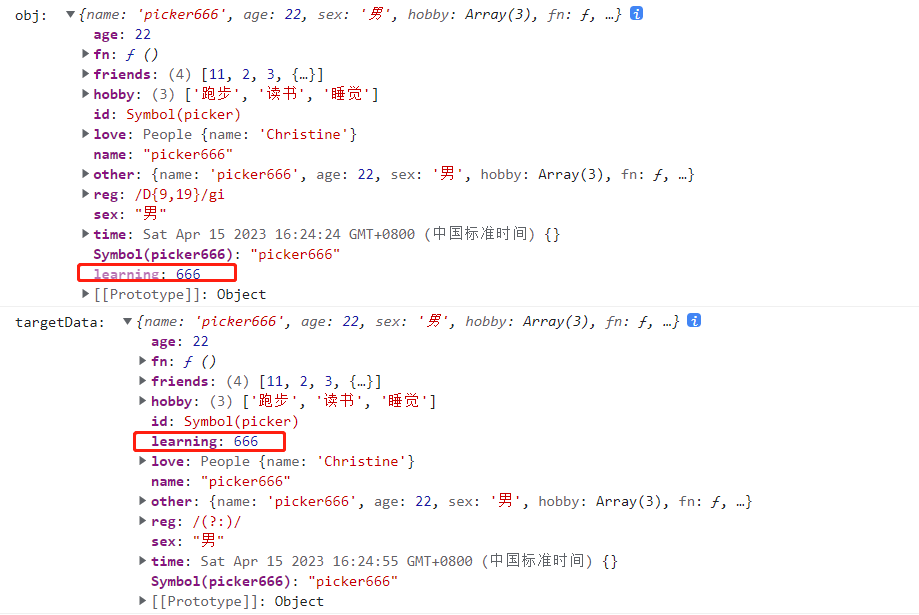 obj: ▼{name: 'picker666', age: 22, sex: '男', hobby: Array(3), fn: ƒ, …} i
age: 22
▶fn: ƒ ()
▶friends: (4) [11, 2, 3, {…}]
▶hobby: (3) ['跑步', '读书', '睡觉']
id: Symbol(picker)
▶love: People {name: 'Christine'}
name: "picker666"
▶other: {name: 'picker666', age: 22, sex: '男', hobby: Array(3), fn: ƒ, …}
▶reg: /D{9,19}/gi
sex: "男"
▶time: Sat Apr 15 2023 16:24:24 GMT+0800 (中国标准时间) {}
Symbol(picker666): "picker666"
learning: 666
▶[[Prototype]]: Object
targetData: ▼{name: 'picker666', age: 22, sex: '男', hobby: Array(3), fn: ƒ, …} i
age: 22
▶fn: ƒ ()
▶friends: (4) [11, 2, 3, {…}]
▶hobby: (3) ['跑步', '读书', '睡觉']
id: Symbol(picker)
learning: 666
▶love: People {name: 'Christine'}
name: "picker666"
▶other: {name: 'picker666', age: 22, sex: '男', hobby: Array(3), fn: ƒ, …}
▶reg: /(?:)/
sex: "男"
▶time: Sat Apr 15 2023 16:24:55 GMT+0800 (中国标准时间) {}
Symbol(picker666): "picker666"
▶[[Prototype]]: Object